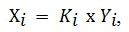 Xᵢ = Kᵢ x Yᵢ,